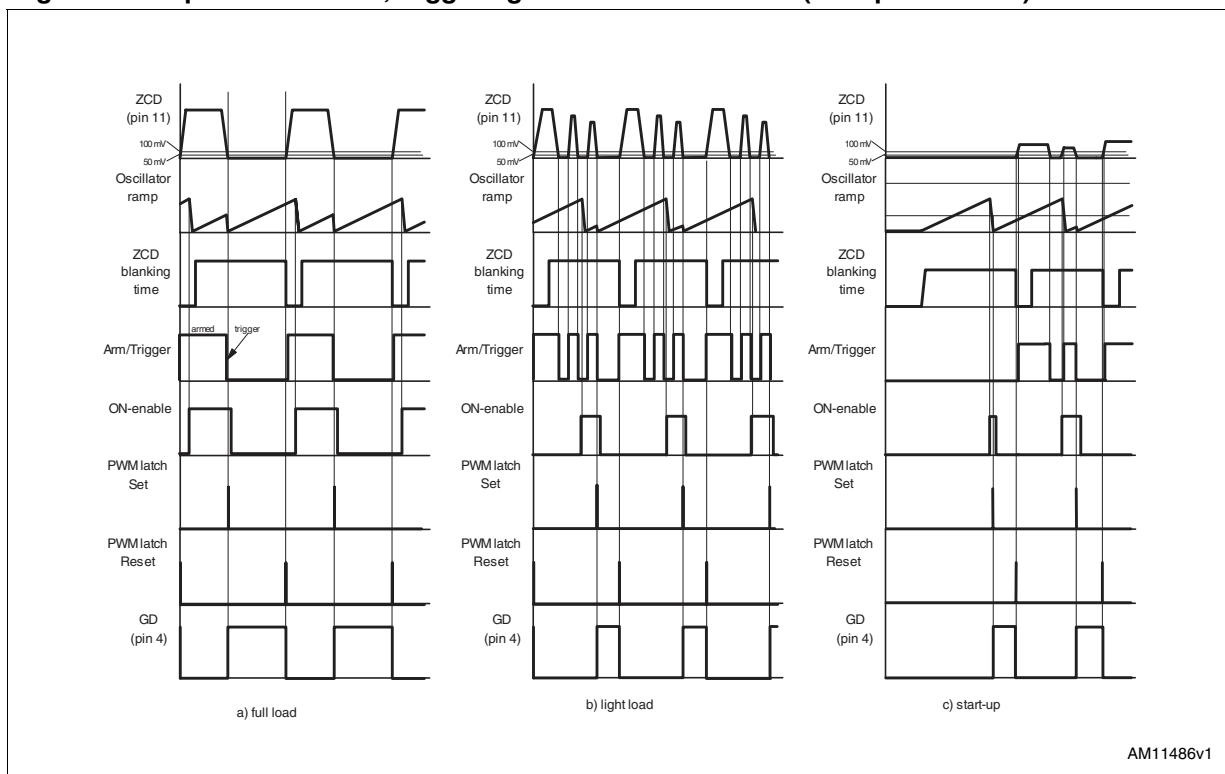 ZCD
(pin 11)
100 mV
50 mV
Oscillator
ramp
ZCD
blanking
time
armed
trigger
Arm/Trigger
ON-enable
PWM latch
Set
PWM latch
Reset
GD
(pin 4)
a) full load
ZCD
(pin 11)
100 mV
50 mV
Oscillator
ramp
ZCD
blanking
time
Arm/Trigger
ON-enable
PWM latch
Set
PWM latch
Reset
GD
(pin 4)
b) light load
ZCD
(pin 11)
100 mV
50 mV
Oscillator
ramp
ZCD
blanking
time
Arm/Trigger
ON-enable
PWM latch
Set
PWM latch
Reset
GD
(pin 4)
c) start-up
AM11486v1